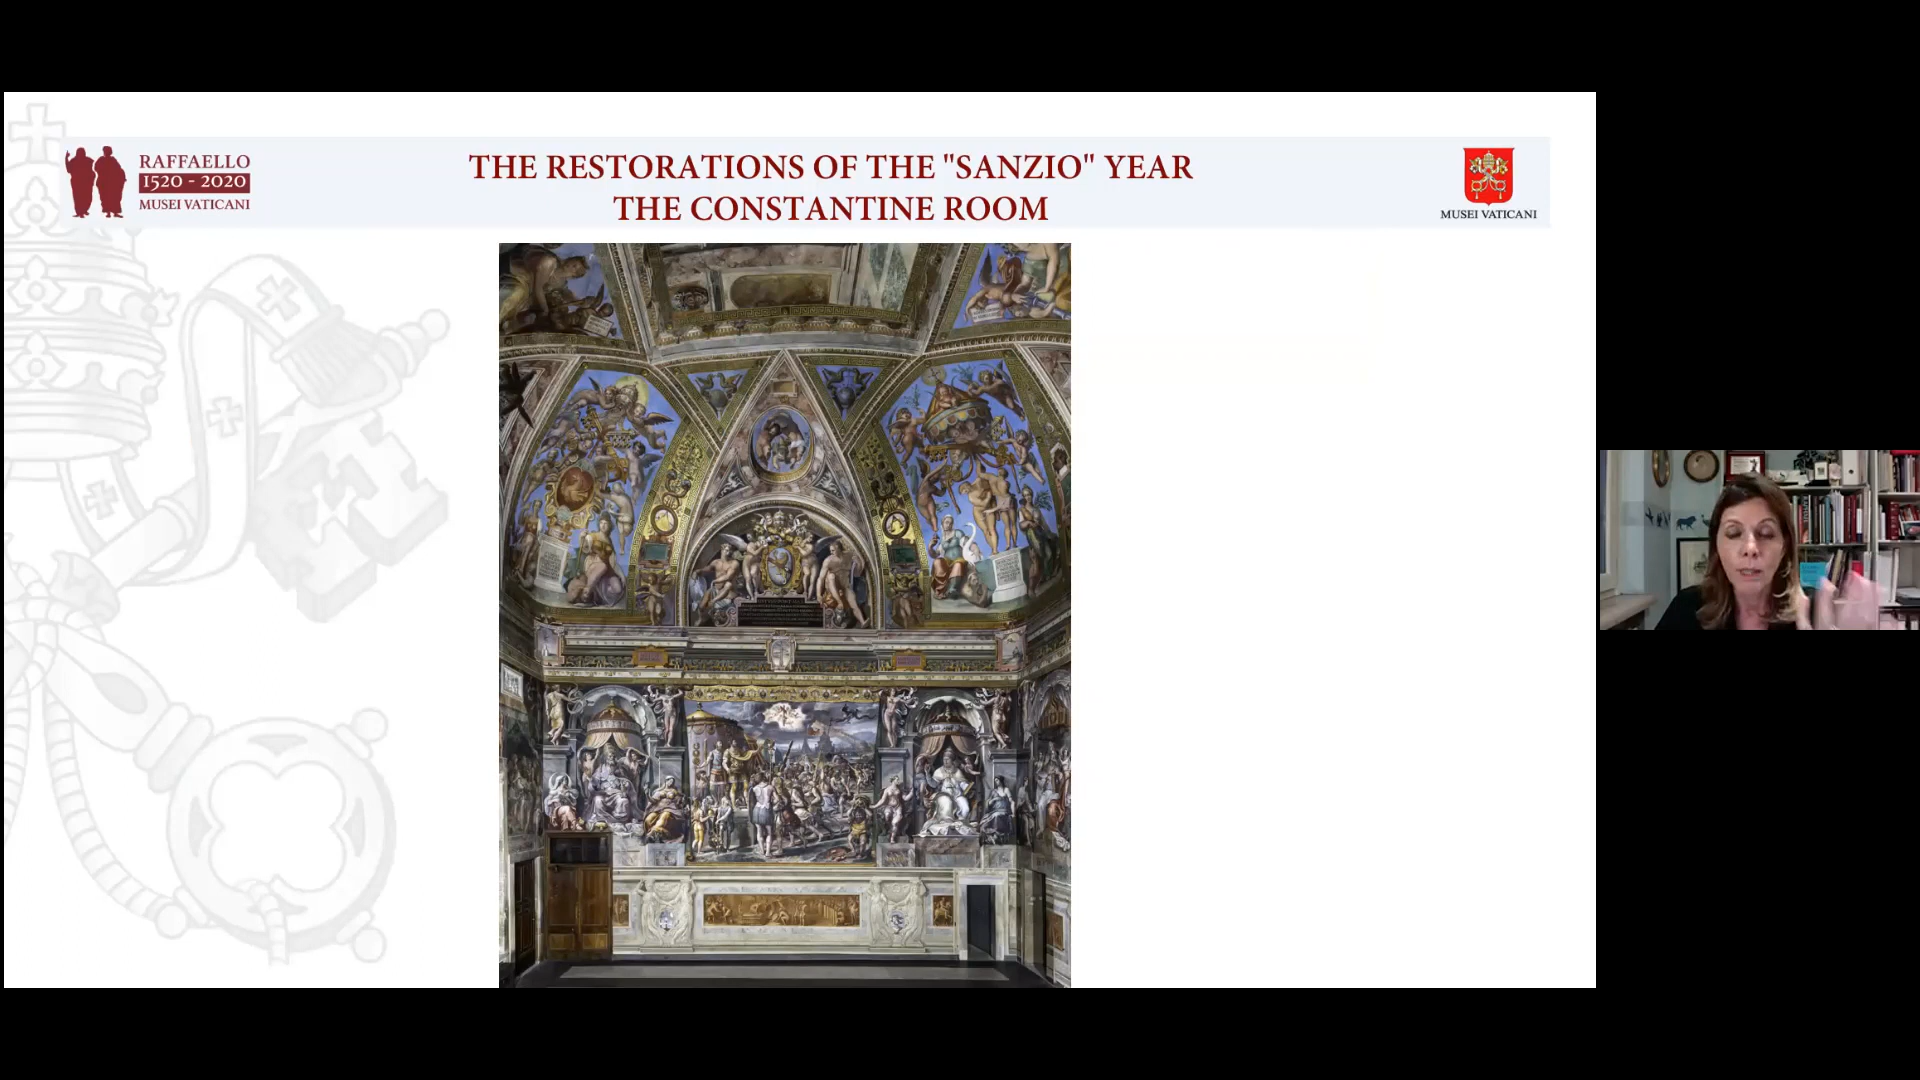 RAFFAELLO
1520 - 2020
MUSEI VATICANI
THE RESTORATIONS OF THE "SANZIO" YEAR
THE CONSTANTINE ROOM
MUSEI VATICANI